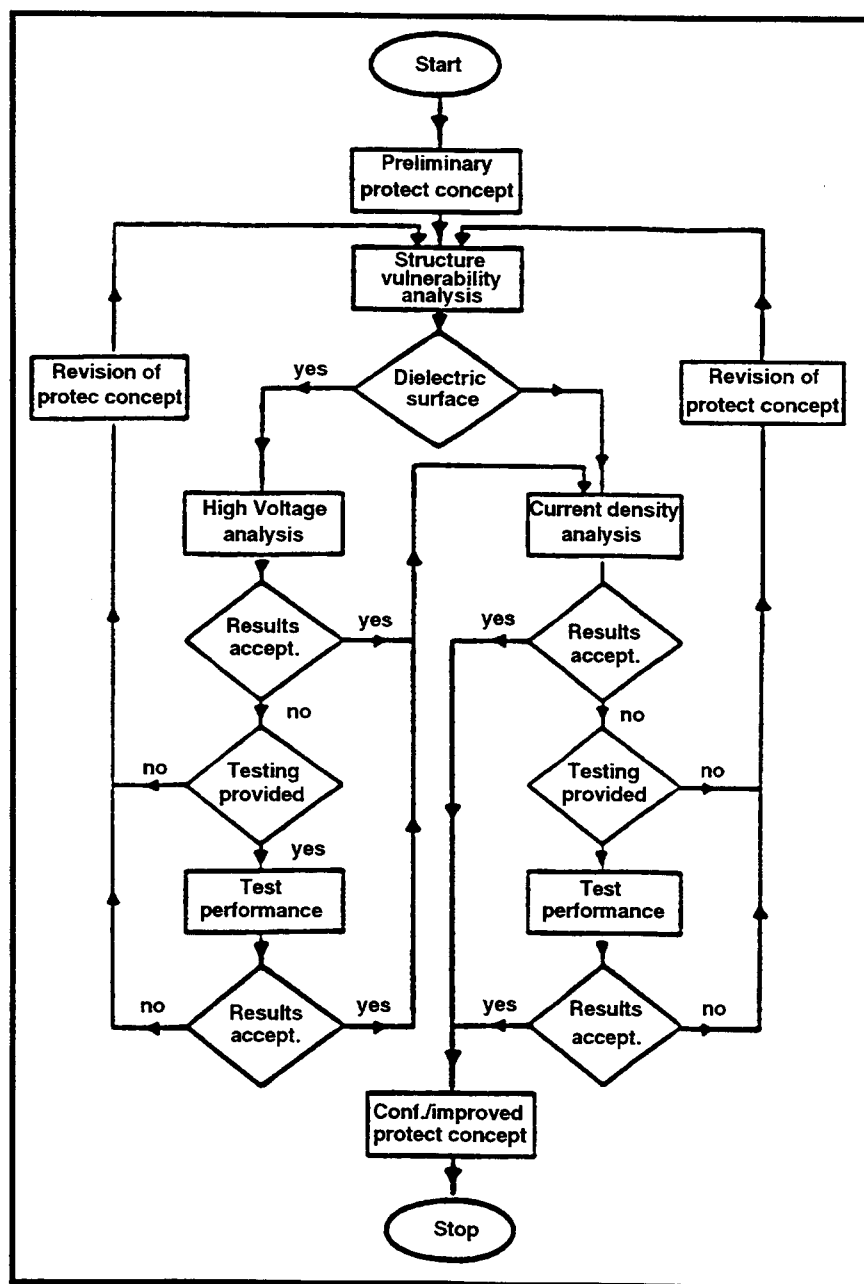 Start
Preliminary
protect concept
Structure
vulnerability
analysis
Revision of
protec concept
yes
Dielectric
surface
Revision of
protect concept
High Voltage
analysis
Current density
analysis
Results
accept.
yes
yes
Results
accept.
no
no
no
Testing
provided
Testing
provided
no
yes
Test
performance
Test
performance
no
Results
accept.
yes
yes
Results
accept.
no
Conf./improved
protect concept
Stop